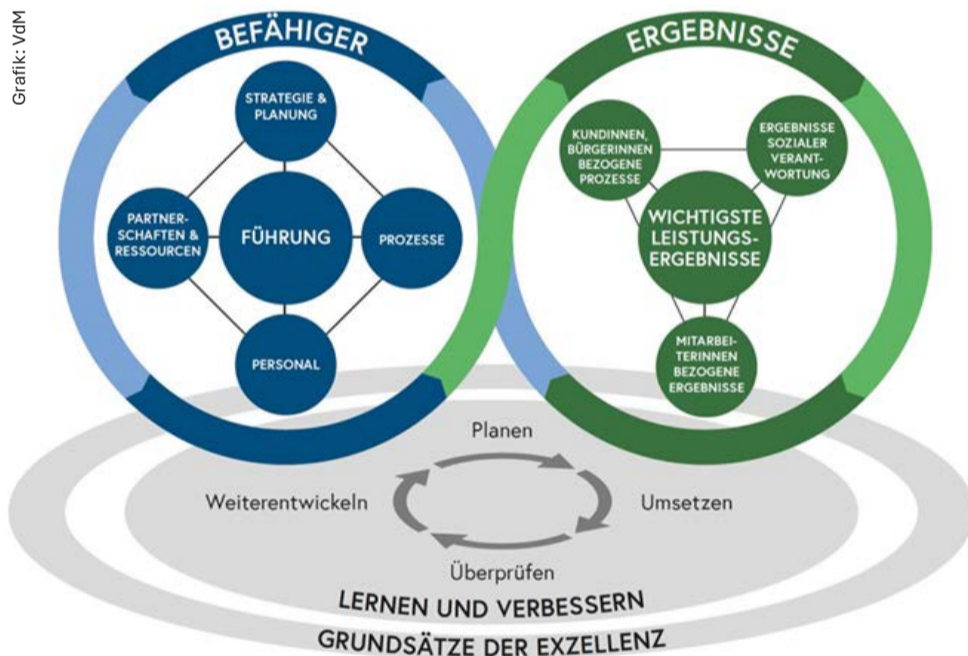 Grafik: VdM
BEFÄHIGER
STRATEGIE &
PLANUNG
PARTNER-
SCHAFTEN &
RESSOURCEN
FÜHRUNG
PROZESSE
PERSONAL
ERGEBNISSE
KUNDINNEN,
BÜRGERINNEN
BEZOGENE
PROZESSE
ERGEBNISSE
SOZIALER
VERANT-
WORTUNG
WICHTIGSTE
LEISTUNGS-
ERGEBNISSE
MITARBEI-
TERINNEN
BEZOGENE
ERGEBNISSE
Planen
Weiterentwickeln
Umsetzen
Überprüfen
LERNEN UND VERBESSERN
GRUNDSÄTZE DER EXZELLENZ